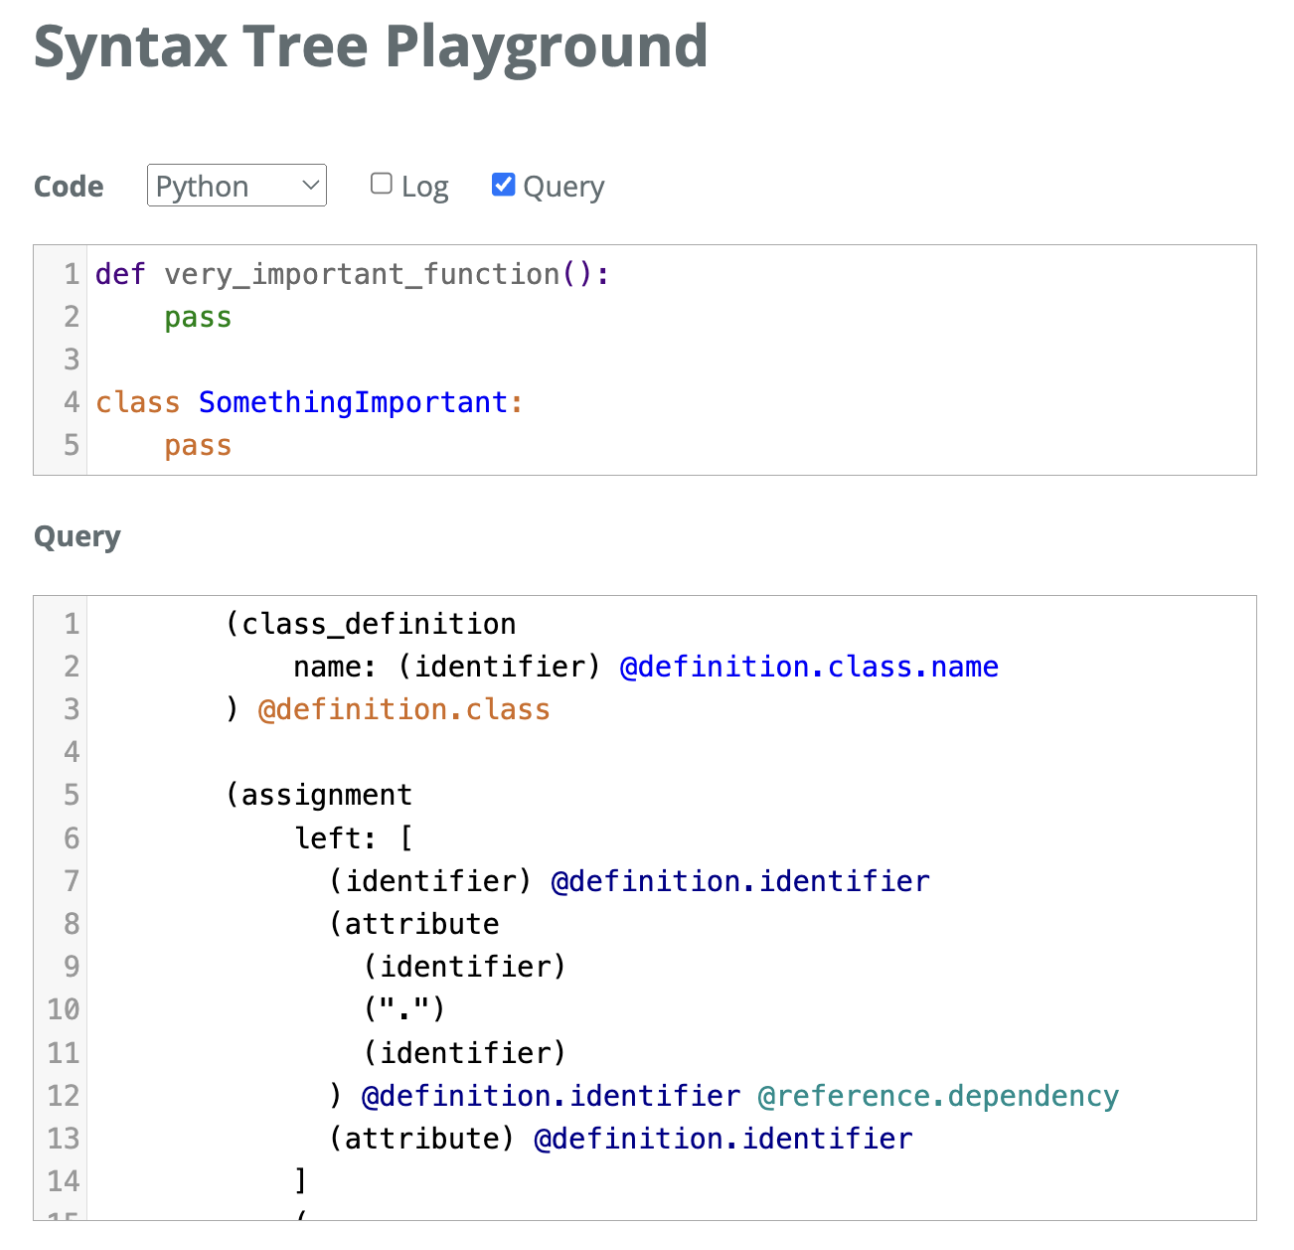 Syntax Tree Playground
Code Python Log Query
1 def very_important_function():
2     pass
3
4 class SomethingImportant:
5     pass
Query
1         (class_definition
2             name: (identifier) @definition.class.name
3         ) @definition.class
4
5         (assignment
6             left: [
7               (identifier) @definition.identifier
8               (attribute
9                 (identifier)
10                 (".")
11                 (identifier)
12               ) @definition.identifier @reference.dependency
13               (attribute) @definition.identifier
14             ]
15             (